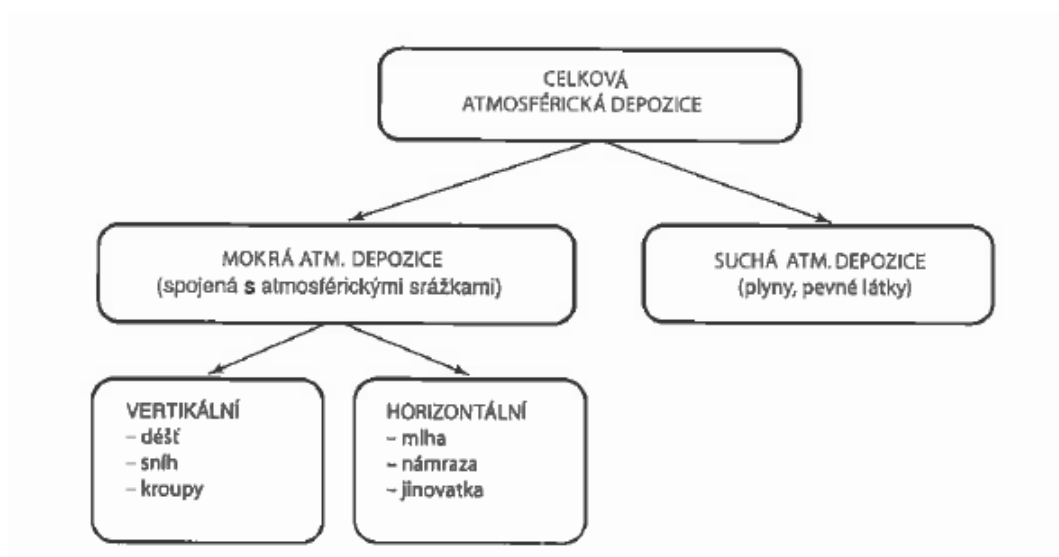 CELKOVÁ
ATMOSFÉRICKÁ DEPOZICE
MOKRÁ ATM. DEPOZICE
(spojená s atmosférickými srážkami)
SUCHÁ ATM. DEPOZICE
(plyny, pevné látky)
VERTIKÁLNÍ
– déšť
– sníh
– kroupy
HORIZONTÁLNÍ
– mlha
– námraza
– jinovatka